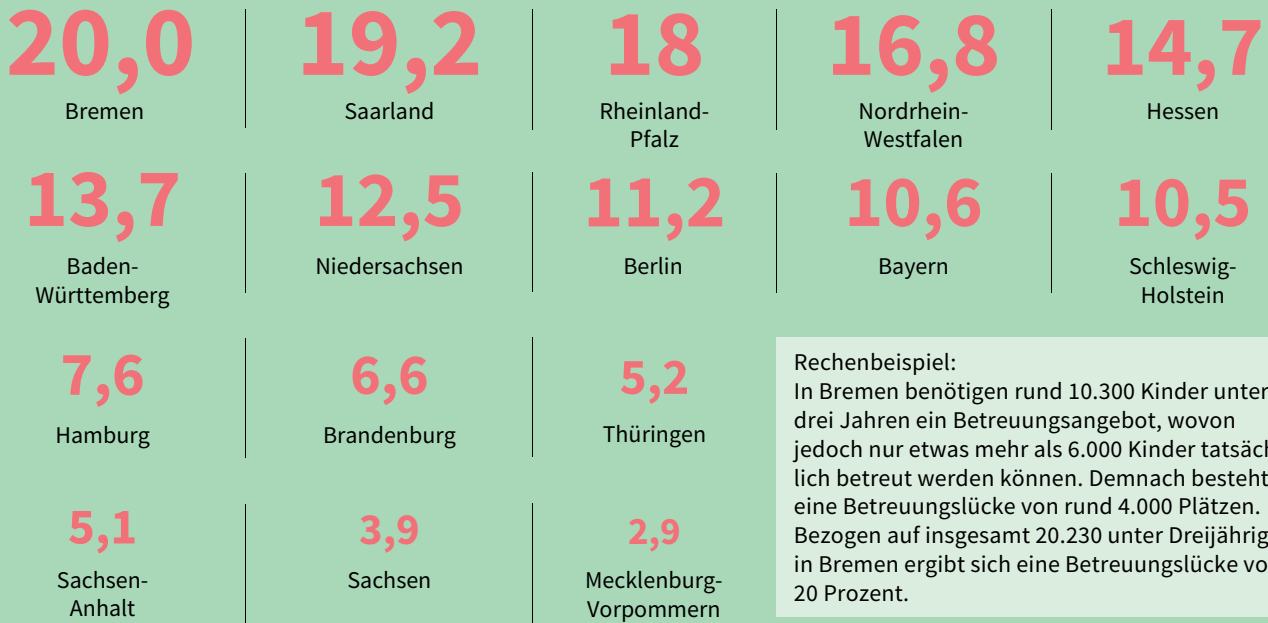 20,0
Bremen
19,2
Saarland
18
Rheinland-
Pfalz
16,8
Nordrhein-
Westfalen
14,7
Hessen
13,7
Baden-
Württemberg
12,5
Niedersachsen
11,2
Berlin
10,6
Bayern
10,5
Schleswig-
Holstein
7,6
Hamburg
6,6
Brandenburg
5,2
Thüringen
5,1
Sachsen-
Anhalt
3,9
Sachsen
2,9
Mecklenburg-
Vorpommern
Rechenbeispiel:
In Bremen benötigen rund 10.300 Kinder unter
drei Jahren ein Betreuungsangebot, wovon
jedoch nur etwas mehr als 6.000 Kinder tatsäch
lich betreut werden können. Demnach besteht
eine Betreuungslücke von rund 4.000 Plätzen.
Bezogen auf insgesamt 20.230 unter Dreijährig
in Bremen ergibt sich eine Betreuungslücke vo
20 Prozent.